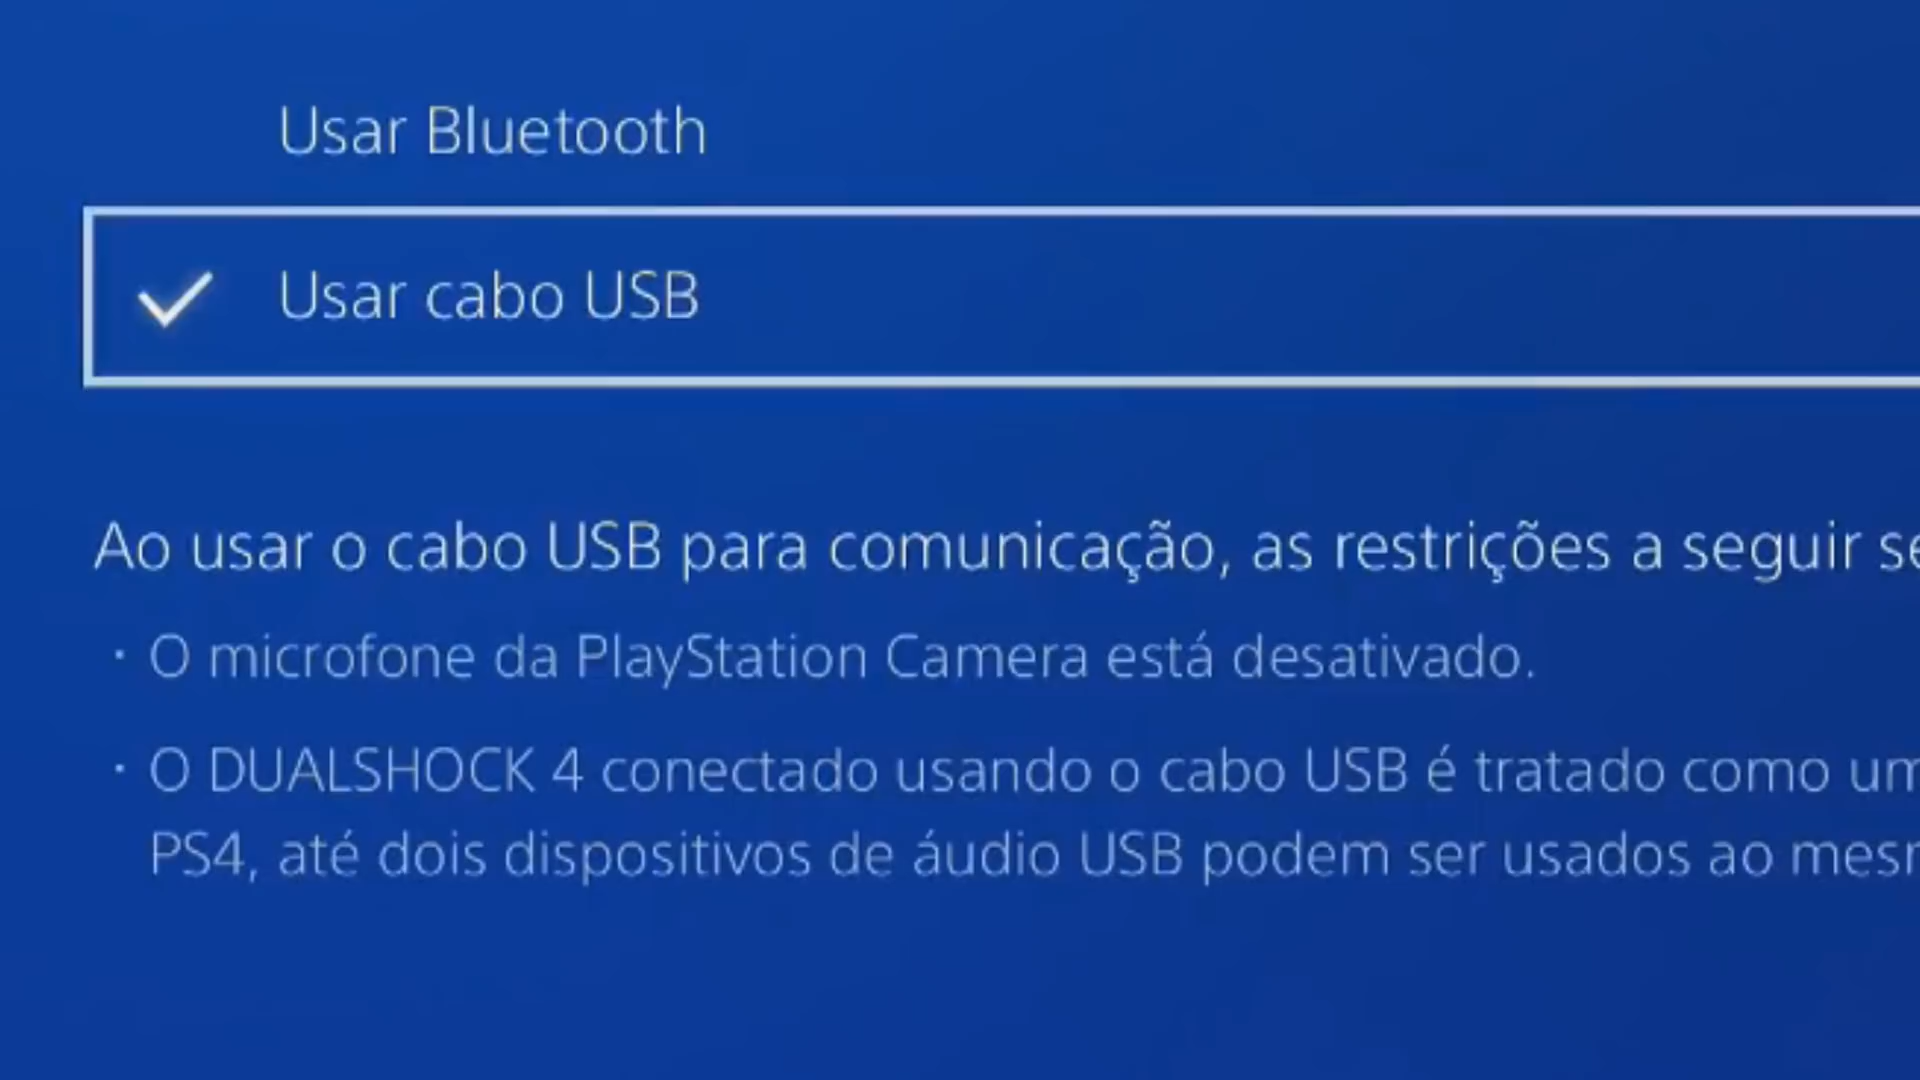 Usar Bluetooth
Usar cabo USB
Ao usar o cabo USB para comunicação, as restrições a seguir
· O microfone da PlayStation Camera está desativado.
· O DUALSHOCK 4 conectado usando o cabo USB é tratado como
PS4, até dois dispositivos de áudio USB podem ser usados ao